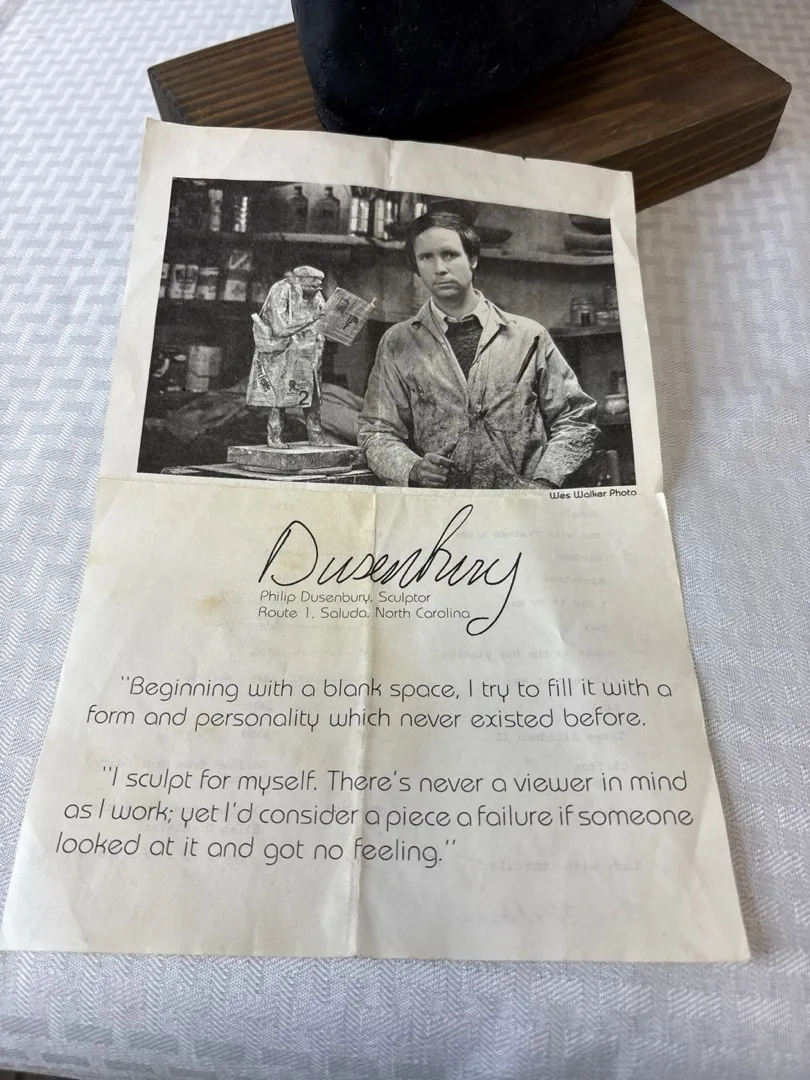 2
Wes Walker Photo
Dusenbury
Philip Dusenbury, Sculptor
Route 1, Saluda, North Carolina
"Beginning with a blank space, I try to fill it with a
form and personality which never existed before.
"I sculpt for myself. There's never a viewer in mind
as I work; yet I'd consider a piece a failure if someone
looked at it and got no feeling."